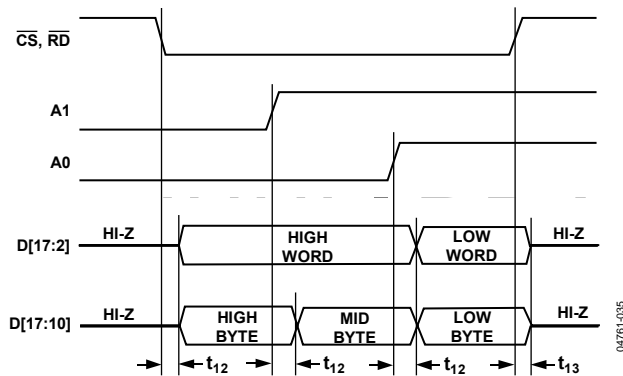 CS, RD
A1
A0
D[17:2] HI-Z HIGH WORD LOW WORD HI-Z
D[17:10] HI-Z HIGH BYTE MID BYTE LOW BYTE HI-Z
t12 t12 t12 t13
04761-035